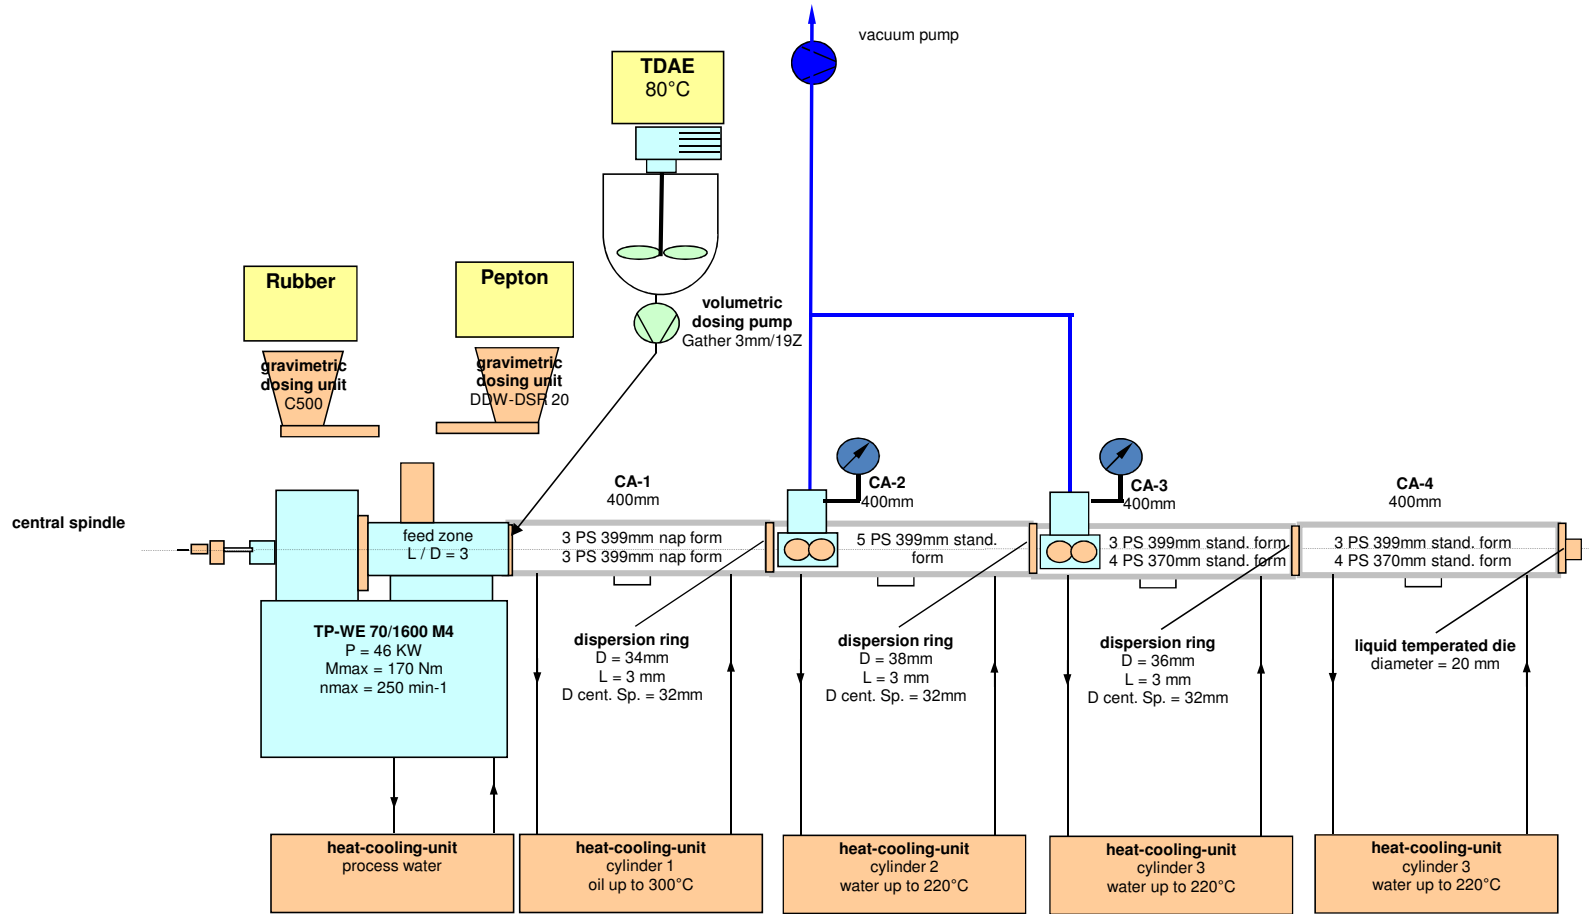 vacuum pump
TDAE
80°C
Rubber
Pepton
volumetric
dosing pump
Gather 3mm/19Z
gravimetric
dosing unit
C500
gravimetric
dosing unit
DDW-DSR 20
CA-1
400mm
CA-2
400mm
CA-3
400mm
CA-4
400mm
central spindle
feed zone
L / D = 3
3 PS 399mm nap form
3 PS 399mm nap form
5 PS 399mm stand.
form
3 PS 399mm stand. form
4 PS 370mm stand. form
3 PS 399mm stand. form
4 PS 370mm stand. form
TP-WE 70/1600 M4
P = 46 KW
Mmax = 170 Nm
nmax = 250 min-1
dispersion ring
D = 34mm
L = 3 mm
D cent. Sp. = 32mm
dispersion ring
D = 38mm
L = 3 mm
D cent. Sp. = 32mm
dispersion ring
D = 36mm
L = 3 mm
D cent. Sp. = 32mm
liquid temperated die
diameter = 20 mm
heat-cooling-unit
process water
heat-cooling-unit
cylinder 1
oil up to 300°C
heat-cooling-unit
cylinder 2
water up to 220°C
heat-cooling-unit
cylinder 3
water up to 220°C
heat-cooling-unit
cylinder 3
water up to 220°C